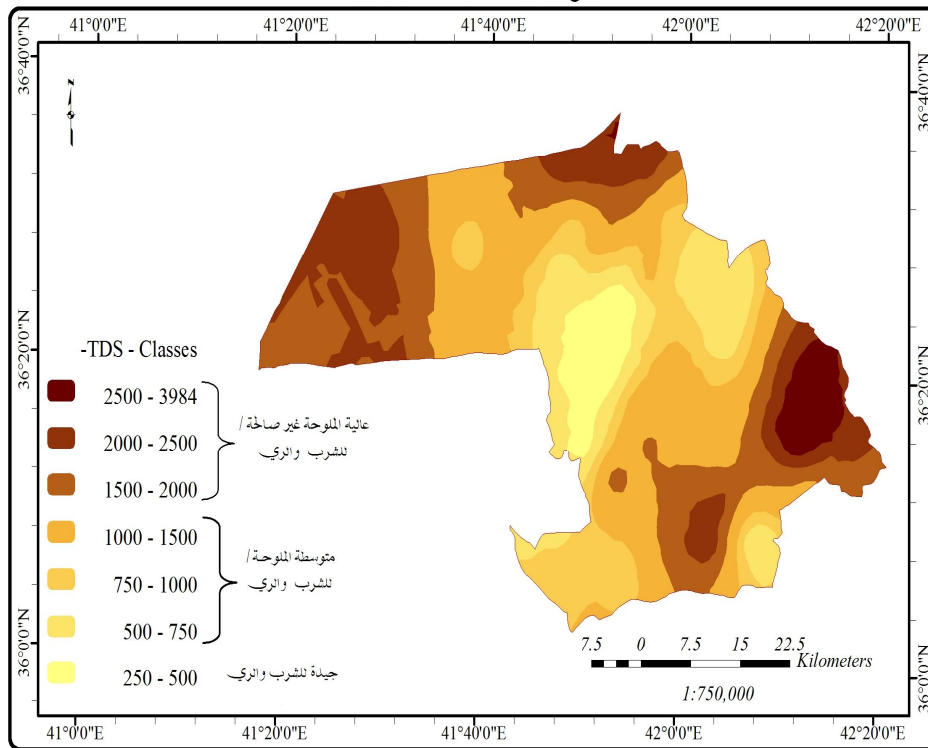 41°0'0"E 41°20'0"E 41°40'0"E 42°0'0"E 42°20'0"E
36°40'0"N
36°40'0"N
N
36°20'0"N
36°20'0"N
-TDS - Classes
2500 - 3984
2000 - 2500
1500 - 2000
عالية الملوحة غير صالحة /
للشرب والري
1000 - 1500
750 - 1000
500 - 750
متوسطة الملوحة /
للشرب والري
250 - 500 جيدة للشرب والري
36°0'0"N
36°0'0"N
7.5 0 7.5 15 22.5
Kilometers
1:750,000
41°0'0"E 41°20'0"E 41°40'0"E 42°0'0"E 42°20'0"E